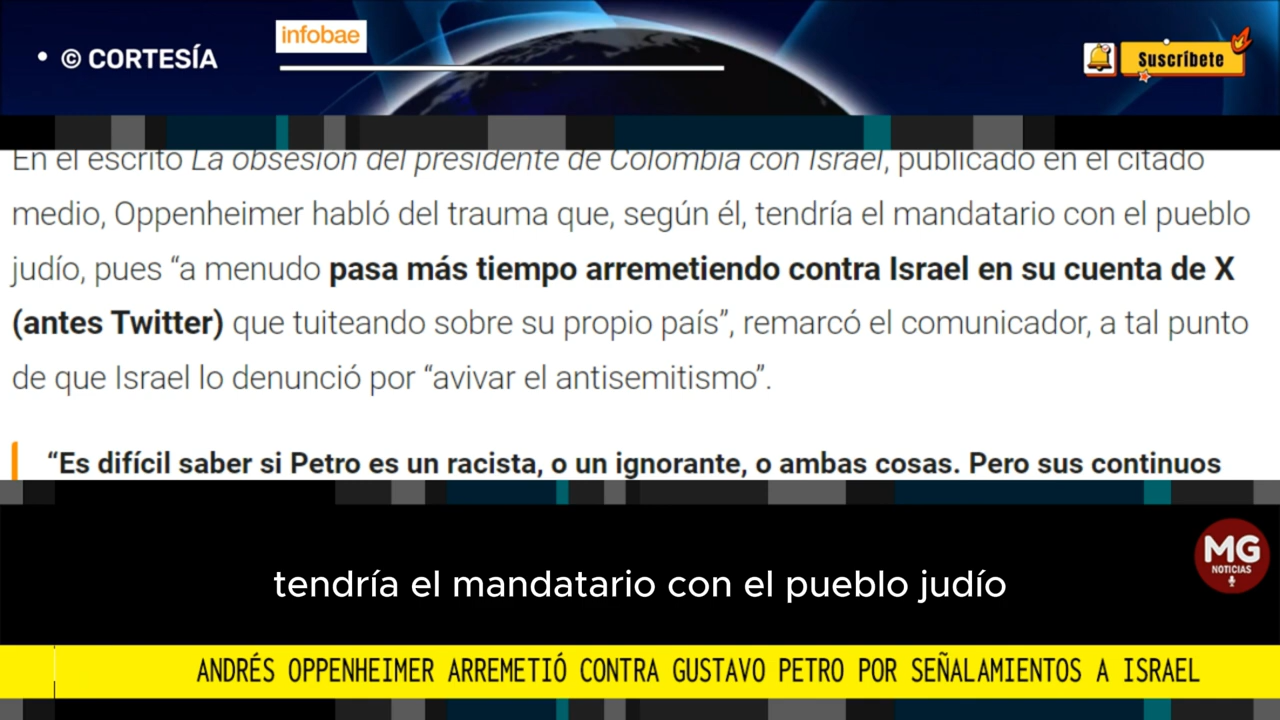 infobae
• © CORTESÍA
Suscríbete
En el escrito La obsesión del presidente de Colombia con Israel, publicado en el citado
medio, Oppenheimer habló del trauma que, según él, tendría el mandatario con el pueblo
judío, pues “a menudo pasa más tiempo arremetiendo contra Israel en su cuenta de X
(antes Twitter) que tuiteando sobre su propio país”, remarcó el comunicador, a tal punto
de que Israel lo denunció por “avivar el antisemitismo”.
“Es difícil saber si Petro es un racista, o un ignorante, o ambas cosas. Pero sus continuos
MG
NOTICIAS
tendría el mandatario con el pueblo judío
ANDRÉS OPPENHEIMER ARREMETIÓ CONTRA GUSTAVO PETRO POR SEÑALAMIENTOS A ISRAEL